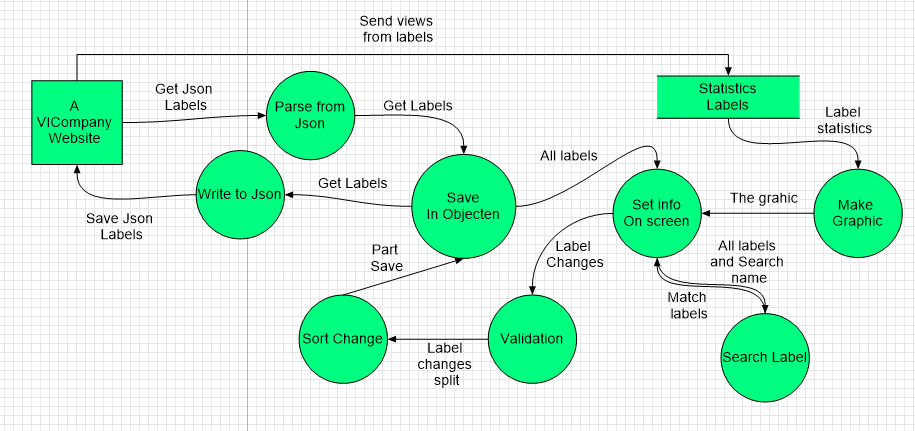 Send views
from labels
A
VICompany
Website
Get Json
Labels
Parse from
Json
Get Labels
Statistics
Labels
Label
statistics
Write to Json
Get Labels
Save
In Objecten
All labels
Set info
On screen
The grahic
Make
Graphic
Save Json
Labels
Part
Save
Label
Changes
All labels
and Search
name
Match
labels
Sort Change
Label
changes
split
Validation
Search Label